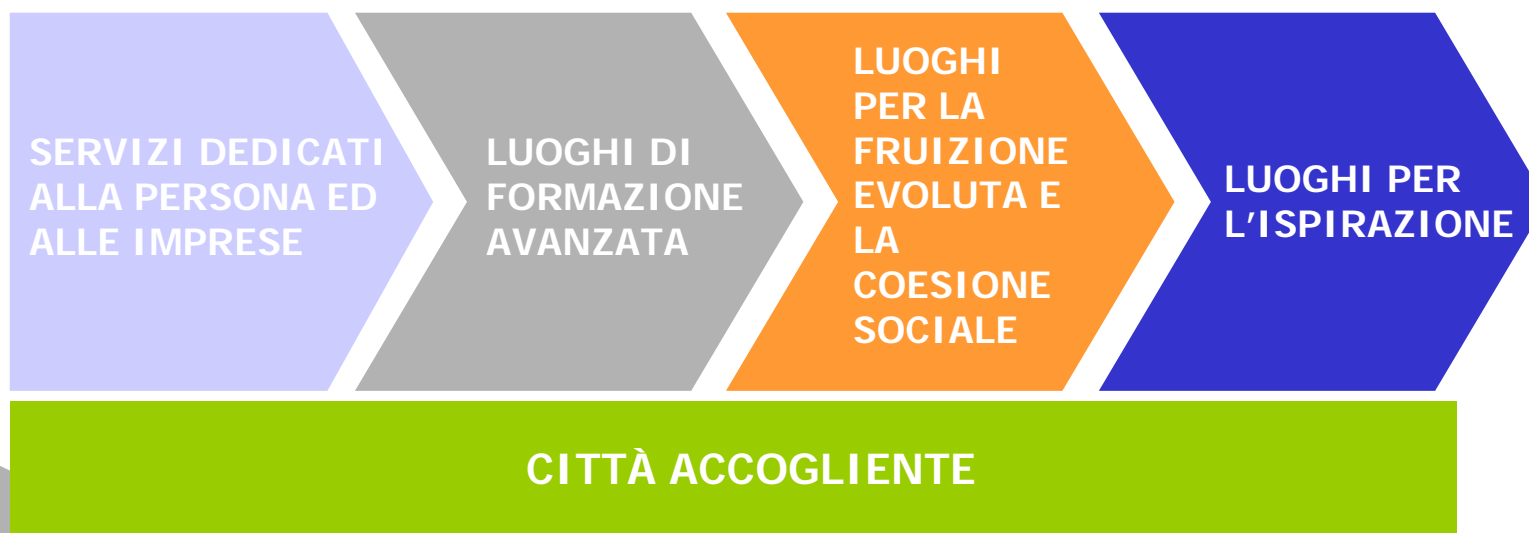 SERVIZI DEDICATI
ALLA PERSONA ED
ALLE IMPRESE
LUOGHI DI
FORMAZIONE
AVANZATA
LUOGHI
PER LA
FRUIZIONE
EVOLUTA E
LA
COESIONE
SOCIALE
LUOGHI PER
L'ISPIRAZIONE
CITTÀ ACCOGLIENTE